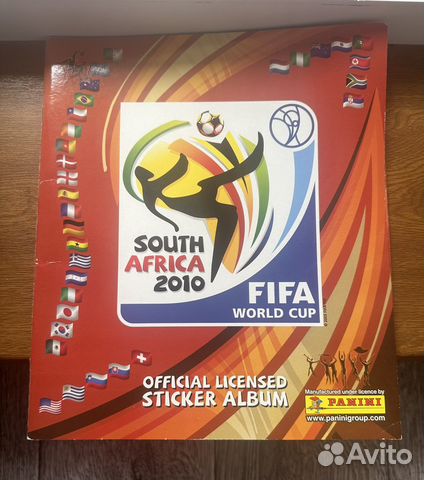 SOUTH
AFRICA
2010
FIFA
WORLD CUP
OFFICIAL LICENSED
STICKER ALBUM
Manufactured under licence by
PANINI
www.paninigroup.com
Avito